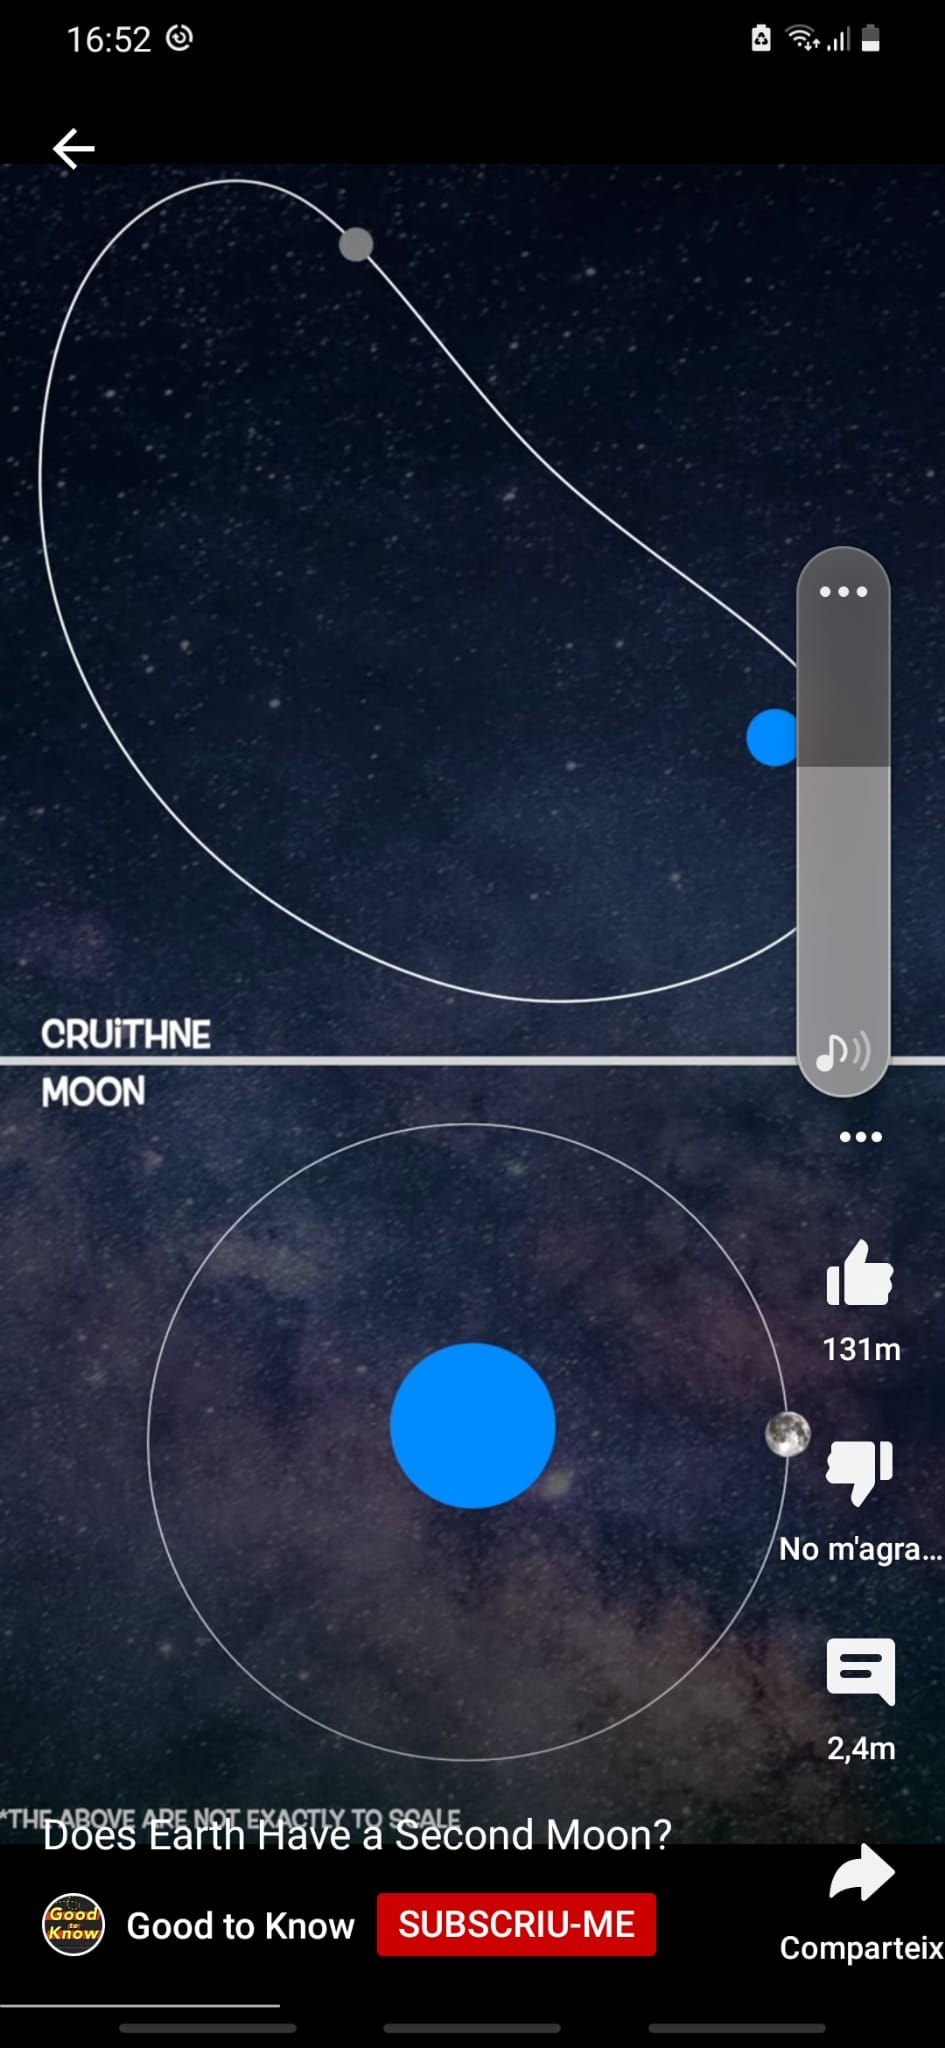 16:52
CRUiTHNE
MOON
131m
No m'agra...
2,4m
*THE ABOVE ARE NOT EXACTLY TO SCALE
Does Earth Have a Second Moon?
Good to Know
Good to Know
SUBSCRIU-ME
Comparteix